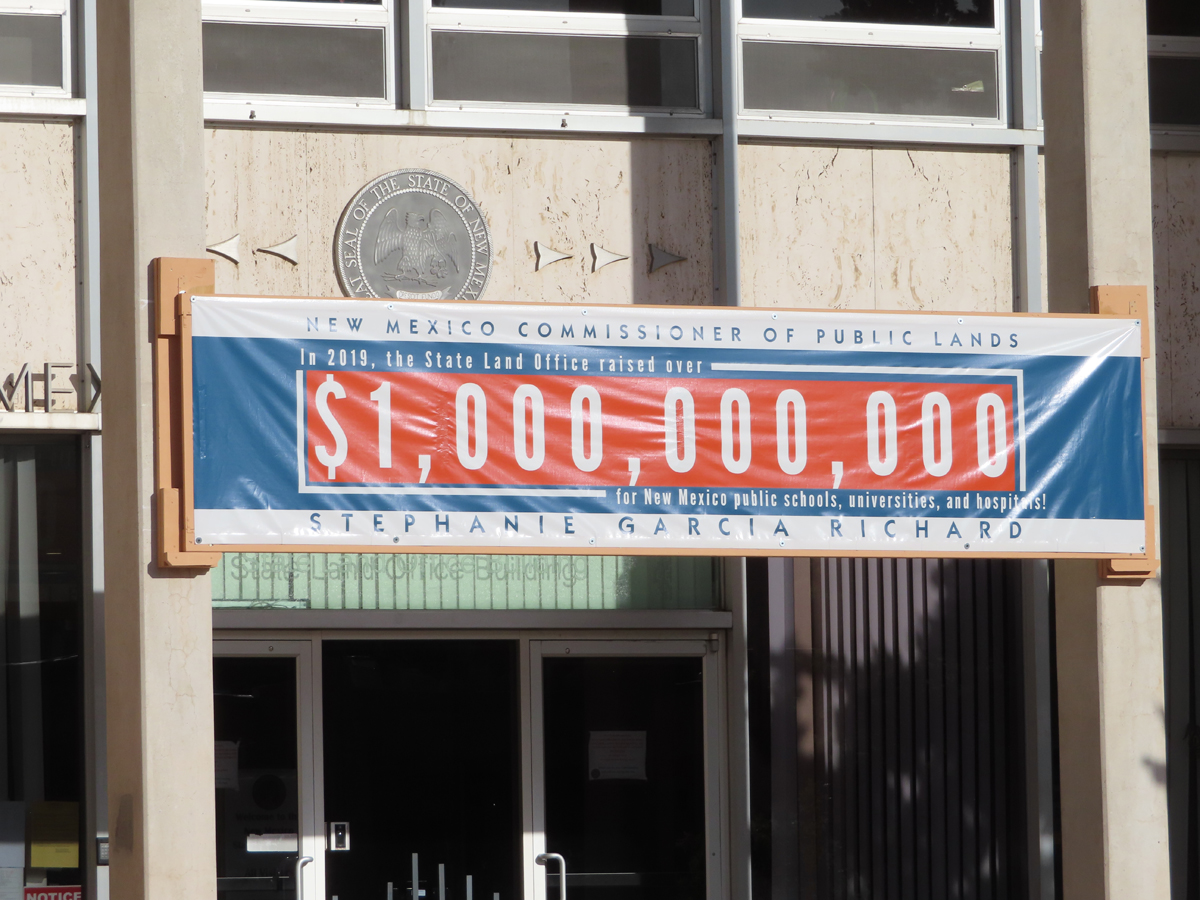 GREAT SEAL OF THE STATE OF NEW MEXICO
MEX
NEW MEXICO COMMISSIONER OF PUBLIC LANDS
In 2019, the State Land Office raised over
$1,000,000,000
for New Mexico public schools, universities, and hospitals!
STEPHANIE GARCIA RICHARD
State Land Office Building
NOTICE